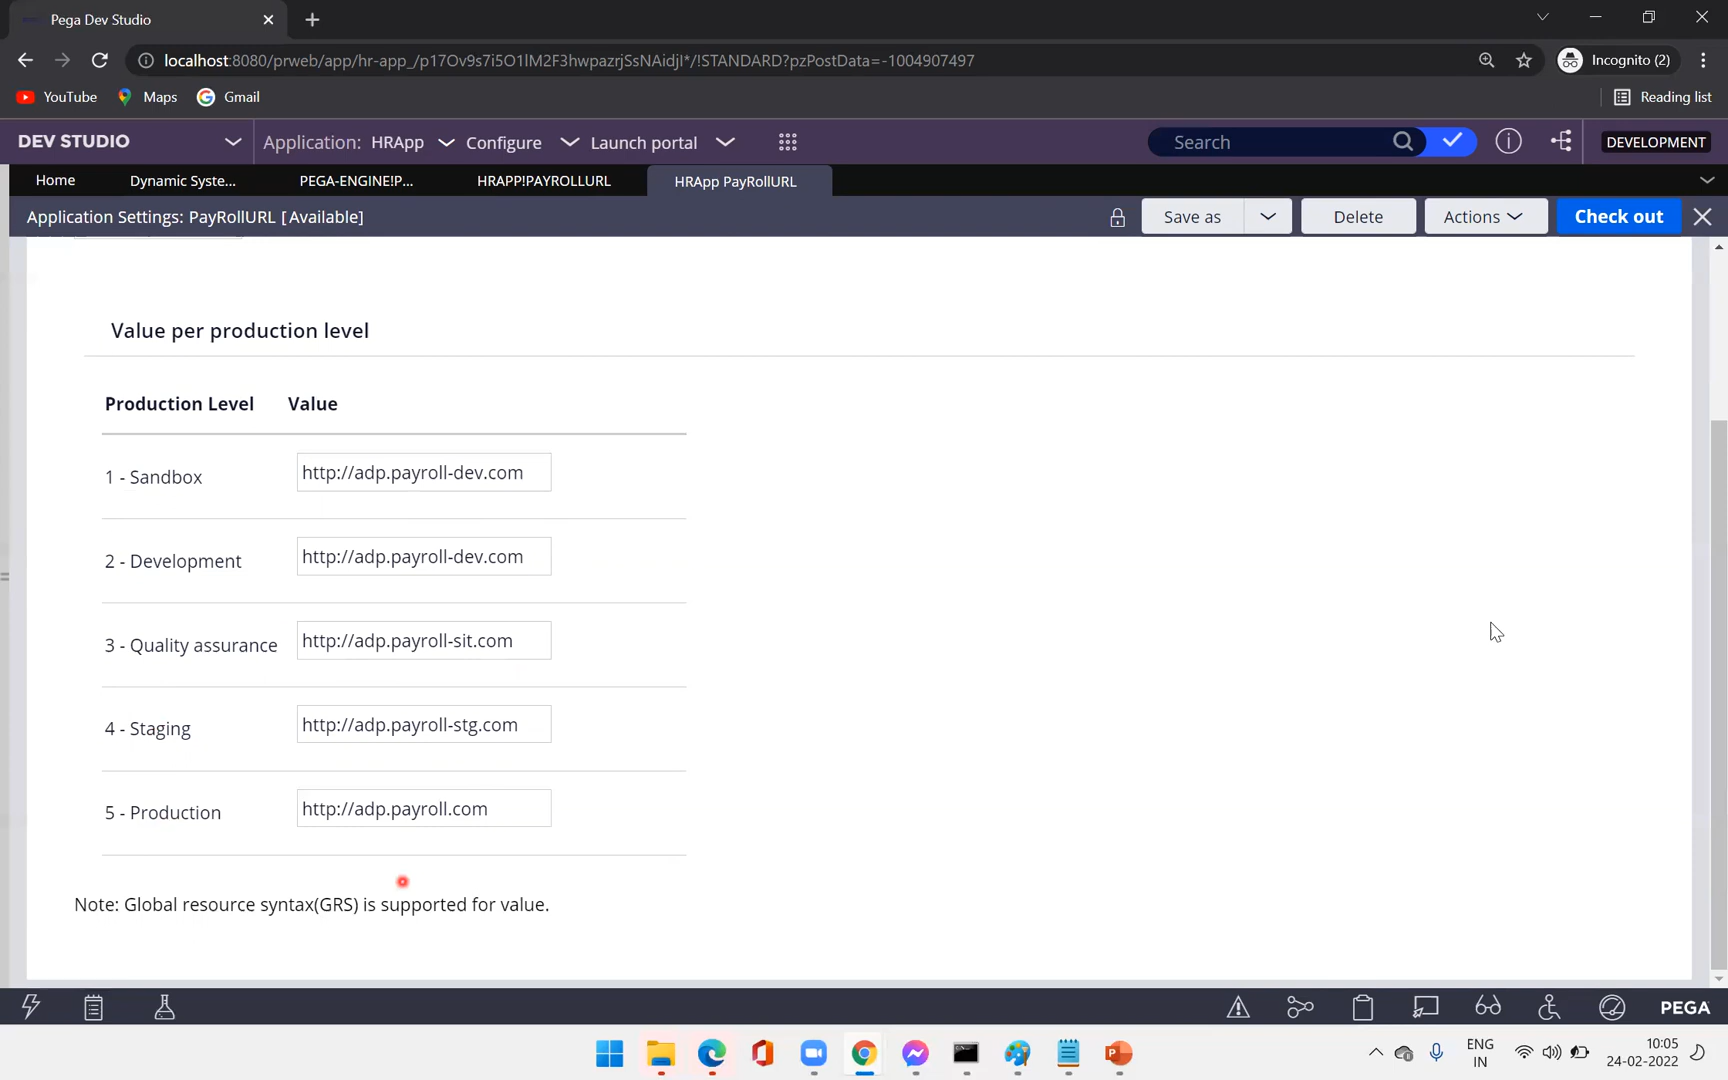 Pega Dev Studio
localhost:8080/prweb/app/hr-app_/p17Ov9s7i5O1lM2F3hwpazrjSsNAidjI*/!STANDARD?pzPostData=-1004907497
Incognito (2)
YouTube Maps Gmail
Reading list
DEV STUDIO
Application: HRApp Configure Launch portal
Search
DEVELOPMENT
Home Dynamic Syste... PEGA-ENGINE!P... HRAPP!PAYROLLURL HRApp PayRollURL
Application Settings: PayRollURL [Available]
Save as Delete Actions Check out
Value per production level
Production Level Value
1 - Sandbox http://adp.payroll-dev.com
2 - Development http://adp.payroll-dev.com
3 - Quality assurance http://adp.payroll-sit.com
4 - Staging http://adp.payroll-stg.com
5 - Production http://adp.payroll.com
Note: Global resource syntax(GRS) is supported for value.
PEGA
ENG
IN
10:05
24-02-2022